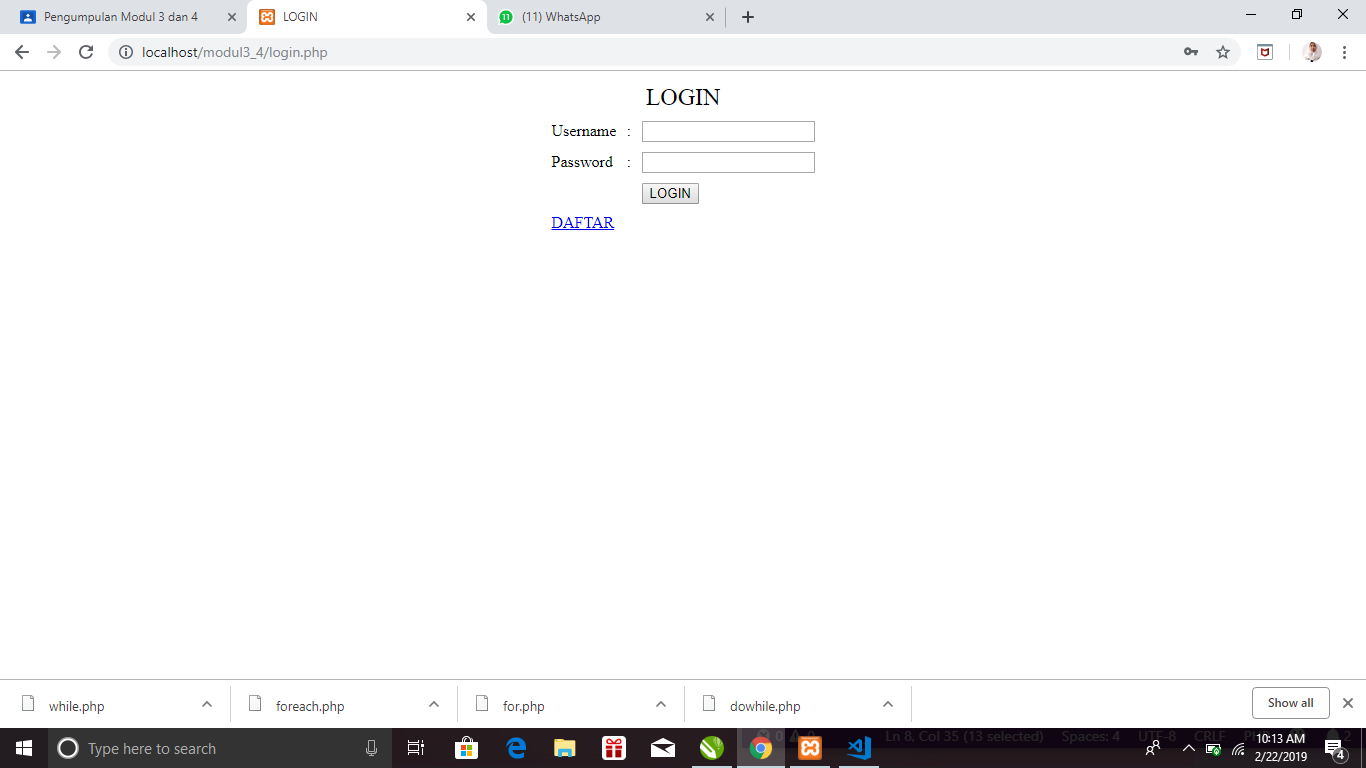 Pengumpulan Modul 3 dan 4
LOGIN
11
(11) WhatsApp
localhost/modul3_4/login.php
LOGIN
Username :
Password :
LOGIN
DAFTAR
while.php
foreach.php
for.php
dowhile.php
Show all
Type here to search
Ln 8, Col 35 (13 selected)
Spaces: 4
UTF-8
CRLF
10:13 AM
2/22/2019
4
2